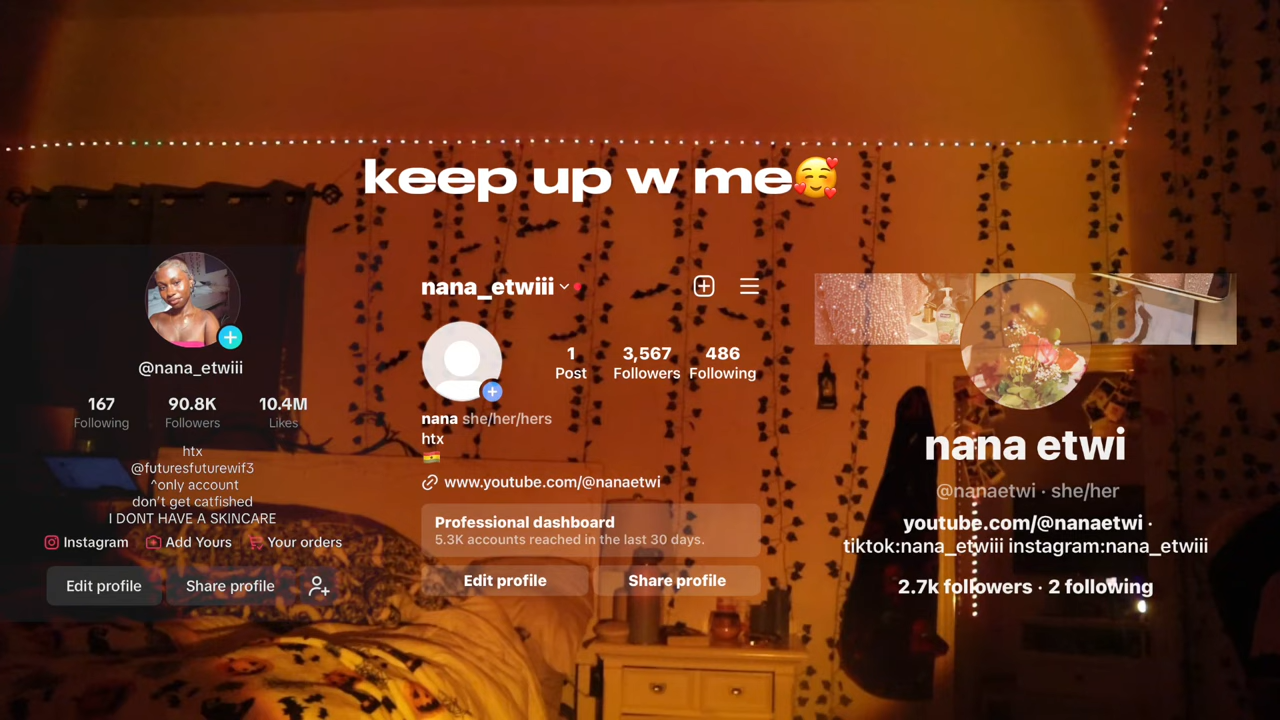 keep up w me🥰
@nana_etwiii
167 90.8K 10.4M
Following Followers Likes
htx
@futuresfuturewif3
^only account
don't get catfished
I DONT HAVE A SKINCARE
Instagram Add Yours Your orders
Edit profile Share profile
nana_etwiii
1 3,567 486
Post Followers Following
nana she/her/hers
htx
🇬🇭
www.youtube.com/@nanaetwi
Professional dashboard
5.3K accounts reached in the last 30 days.
Edit profile Share profile
nana etwi
@nanaetwi · she/her
youtube.com/@nanaetwi ·
tiktok:nana_etwiii instagram:nana_etwiii
2.7k followers · 2 following